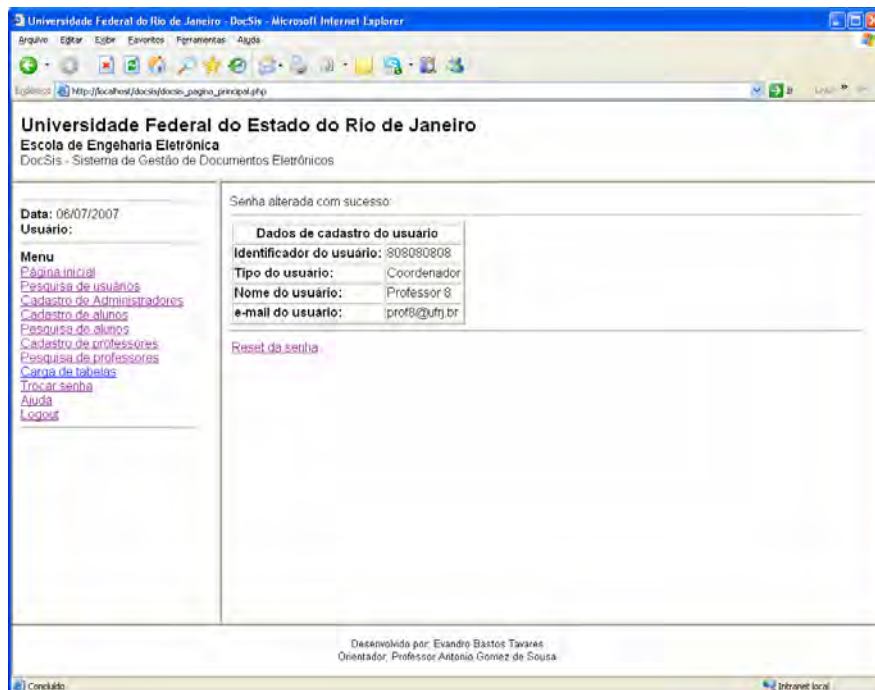 Universidade Federal do Rio de Janeiro - DocSis - Microsoft Internet Explorer
Arquivo Editar Exibir Favoritos Ferramentas Ajuda
http://localhost/docsis/docsis_pagina_principal.php
Universidade Federal do Estado do Rio de Janeiro
Escola de Engeharia Eletrônica
DocSis - Sistema de Gestão de Documentos Eletrônicos
Data: 06/07/2007
Usuário:
Menu
Página inicial
Pesquisa de usuários
Cadastro de Administradores
Cadastro de alunos
Pesquisa de alunos
Cadastro de professores
Pesquisa de professores
Carga de tabelas
Trocar senha
Ajuda
Logout
Senha alterada com sucesso.
Dados de cadastro do usuário
Identificador do usuário: 808080808
Tipo do usuário: Coordenador
Nome do usuário: Professor 8
e-mail do usuário: prof8@ufrj.br
Reset da senha
Desenvolvido por: Evandro Bastos Tavares
Orientador: Professor Antonio Gomez de Sousa
Concluído
Intranet local